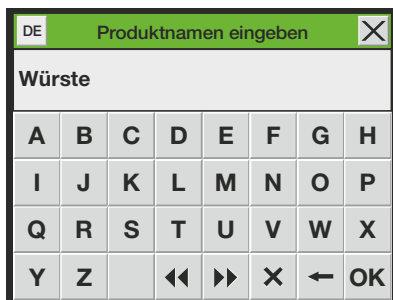 DE Produktnamen eingeben
Würste
A B C D E F G H
I J K L M N O P
Q R S T U V W X
Y Z OK